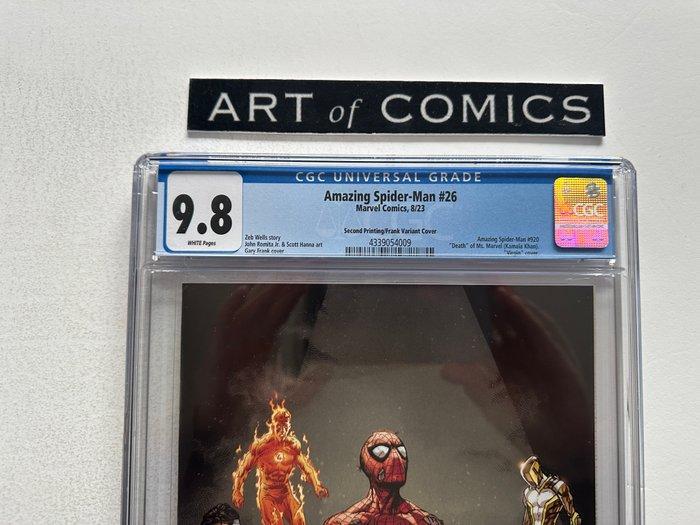 ART of COMICS
CGC UNIVERSAL GRADE
9.8
WHITE Pages
Amazing Spider-Man #26
Marvel Comics, 8/23
Second Printing/Frank Variant Cover
Zeb Wells story
John Romita Jr. & Scott Hanna art
Gary Frank cover
4339054009
Amazing Spider-Man #920
"Death" of Ms. Marvel (Kamala Khan).
"Virgin" cover
CGC
4